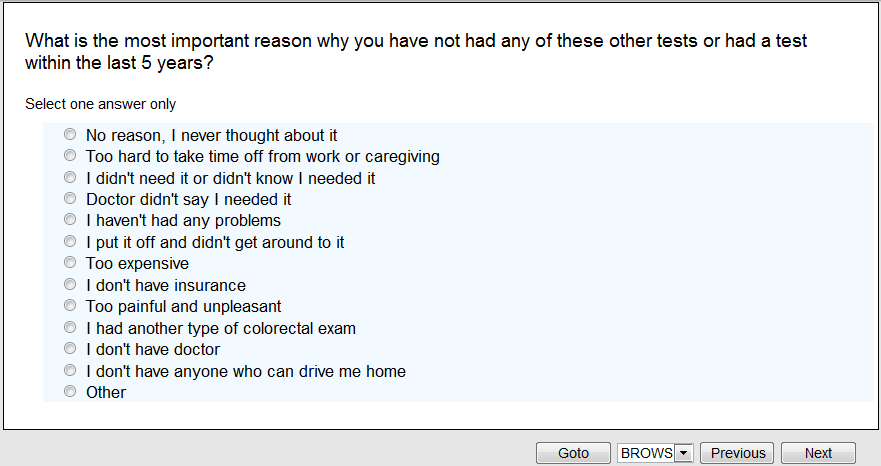 What is the most important reason why you have not had any of these other tests or had a test
within the last 5 years?
Select one answer only
No reason, I never thought about it
Too hard to take time off from work or caregiving
I didn't need it or didn't know I needed it
Doctor didn't say I needed it
I haven't had any problems
I put it off and didn't get around to it
Too expensive
I don't have insurance
Too painful and unpleasant
I had another type of colorectal exam
I don't have doctor
I don't have anyone who can drive me home
Other
Goto BROWS Previous Next